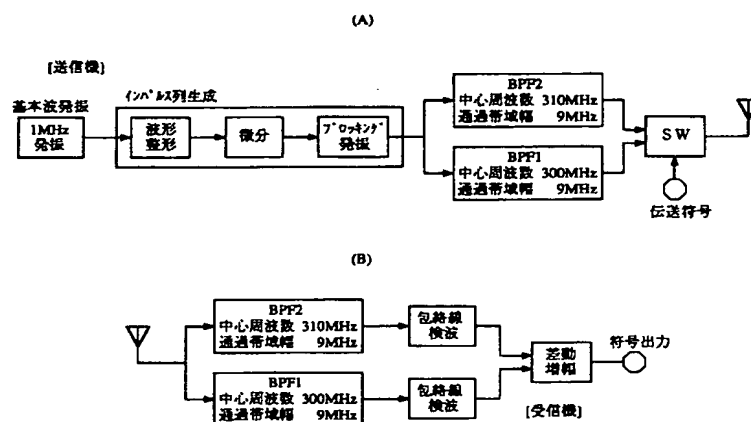 (A)
[送信機]
インパルス列生成
基本波発振
1MHz
発振
波形
整形
微分
ブロッキング
発振
BPF2
中心周波数 310MHz
通過帯域幅 9MHz
BPF1
中心周波数 300MHz
通過帯域幅 9MHz
SW
伝送符号
(B)
BPF2
中心周波数 310MHz
通過帯域幅 9MHz
包絡線
検波
BPF1
中心周波数 300MHz
通過帯域幅 9MHz
包絡線
検波
差動
増幅
符号出力
[受信機]